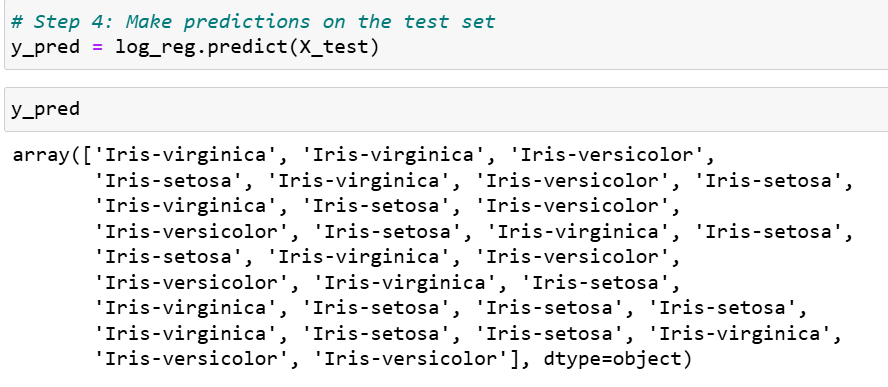 # Step 4: Make predictions on the test set
y_pred = log_reg.predict(X_test)
y_pred
array(['Iris-virginica', 'Iris-virginica', 'Iris-versicolor',
       'Iris-setosa', 'Iris-virginica', 'Iris-versicolor', 'Iris-setosa',
       'Iris-virginica', 'Iris-setosa', 'Iris-versicolor',
       'Iris-versicolor', 'Iris-setosa', 'Iris-virginica', 'Iris-setosa',
       'Iris-setosa', 'Iris-virginica', 'Iris-versicolor',
       'Iris-versicolor', 'Iris-virginica', 'Iris-setosa',
       'Iris-virginica', 'Iris-setosa', 'Iris-setosa', 'Iris-setosa',
       'Iris-virginica', 'Iris-setosa', 'Iris-setosa', 'Iris-virginica',
       'Iris-versicolor', 'Iris-versicolor'], dtype=object)